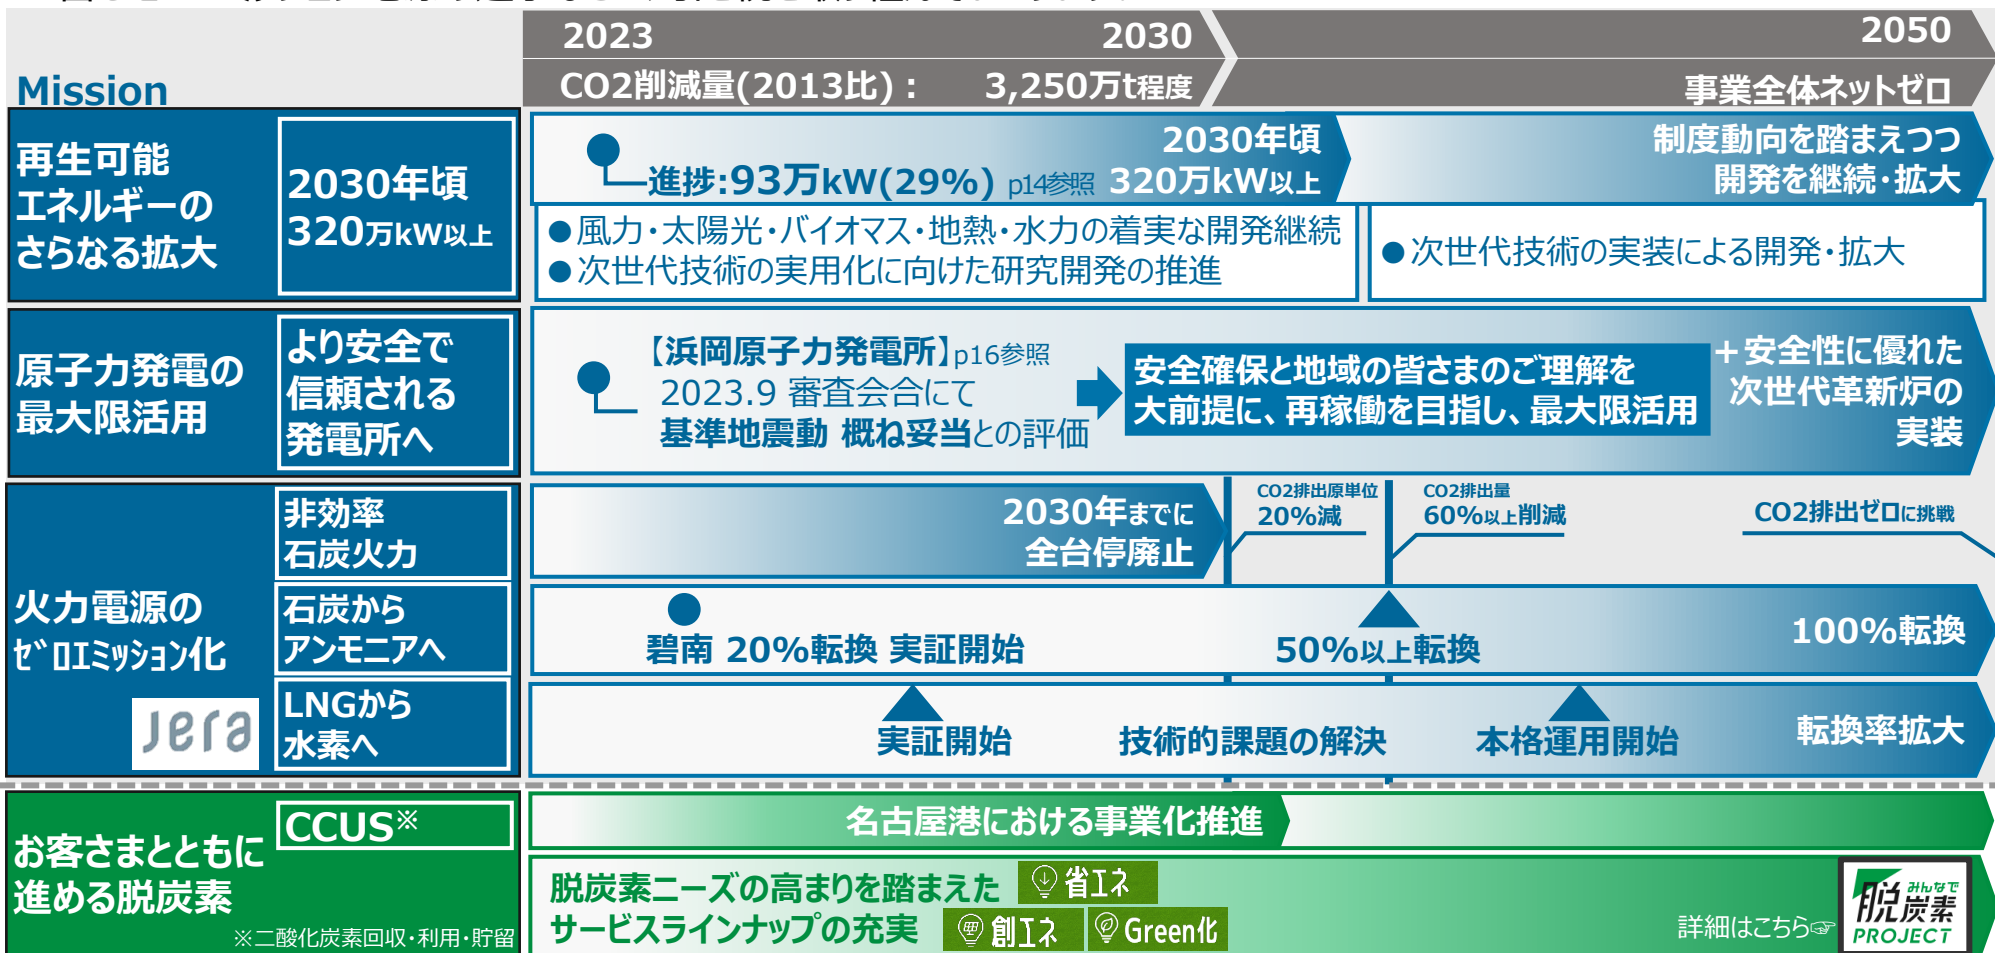 2023
2030
2050
Mission
CO2削減量(2013比)： 3,250万t程度
事業全体ネットゼロ
再生可能
エネルギーの
さらなる拡大
2030年頃
320万kW以上
進捗:93万kW(29%) p14参照
2030年頃
320万kW以上
制度動向を踏まえつつ
開発を継続・拡大
●風力・太陽光・バイオマス・地熱・水力の着実な開発継続
●次世代技術の実用化に向けた研究開発の推進
●次世代技術の実装による開発・拡大
原子力発電の
最大限活用
より安全で
信頼される
発電所へ
【浜岡原子力発電所】p16参照
2023.9 審査会合にて
基準地震動 概ね妥当との評価
安全確保と地域の皆さまのご理解を
大前提に、再稼働を目指し、最大限活用
＋安全性に優れた
次世代革新炉の
実装
火力電源の
ｾﾞﾛｴﾐｯｼｮﾝ化
Jera
非効率
石炭火力
2030年までに
全台停廃止
CO2排出原単位
20%減
CO2排出量
60%以上削減
CO2排出ゼロに挑戦
石炭から
アンモニアへ
碧南 20%転換 実証開始
50%以上転換
100%転換
LNGから
水素へ
実証開始
技術的課題の解決
本格運用開始
転換率拡大
お客さまとともに
進める脱炭素
※二酸化炭素回収・利用・貯留
CCUS※
名古屋港における事業化推進
脱炭素ニーズの高まりを踏まえた
サービスラインナップの充実
省エネ
創エネ
Green化
詳細はこちら☞
みんなで
脱炭素
PROJECT